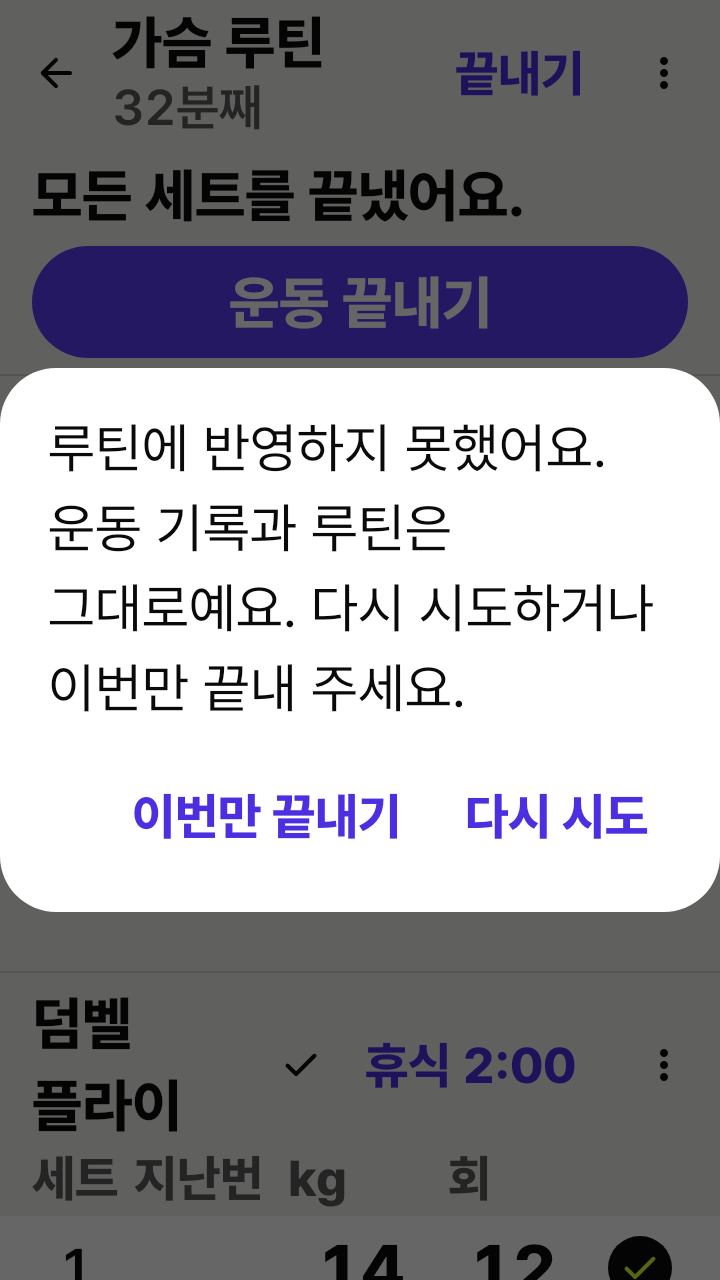 가슴 루틴
32분째
끝내기
모든 세트를 끝냈어요.
운동 끝내기
루틴에 반영하지 못했어요.
운동 기록과 루틴은
그대로예요. 다시 시도하거나
이번만 끝내 주세요.
이번만 끝내기 다시 시도
덤벨
플라이
휴식 2:00
세트 지난번 kg 회
1 14 12